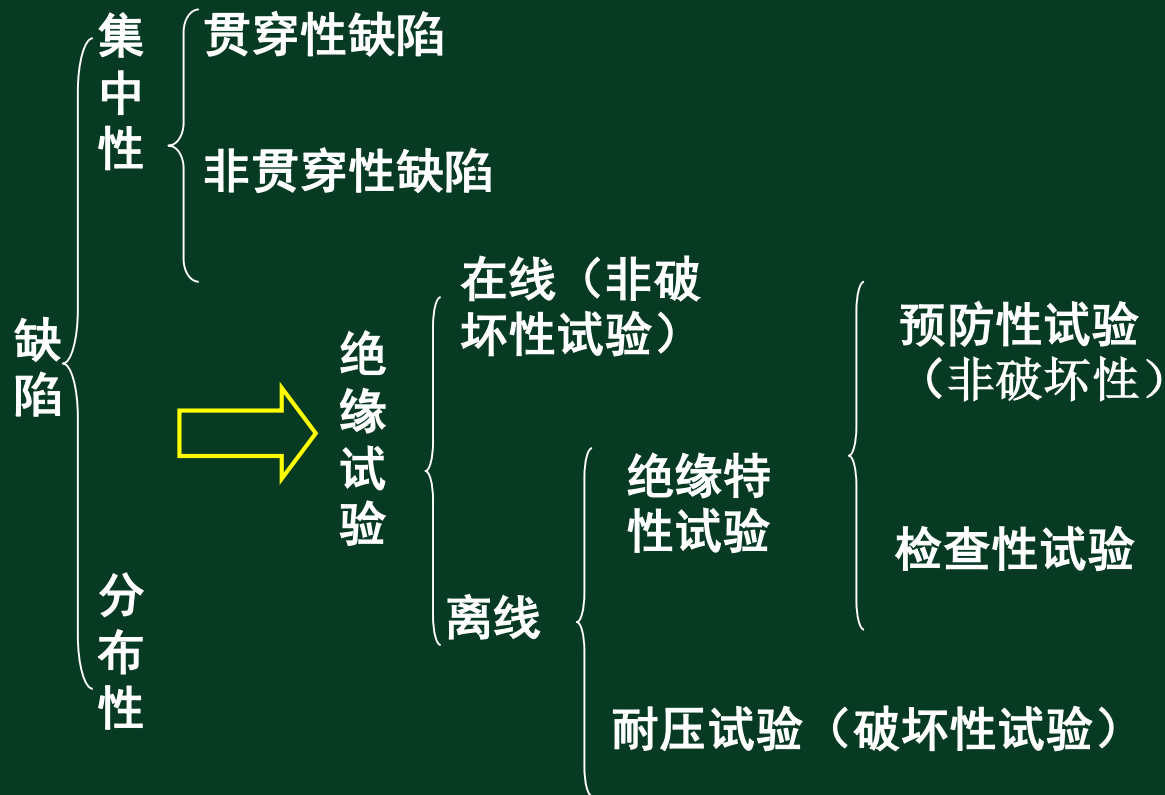 缺陷
集中性
贯穿性缺陷
非贯穿性缺陷
分布性
绝缘试验
在线（非破
坏性试验）
离线
绝缘特
性试验
预防性试验
（非破坏性）
检查性试验
耐压试验（破坏性试验）